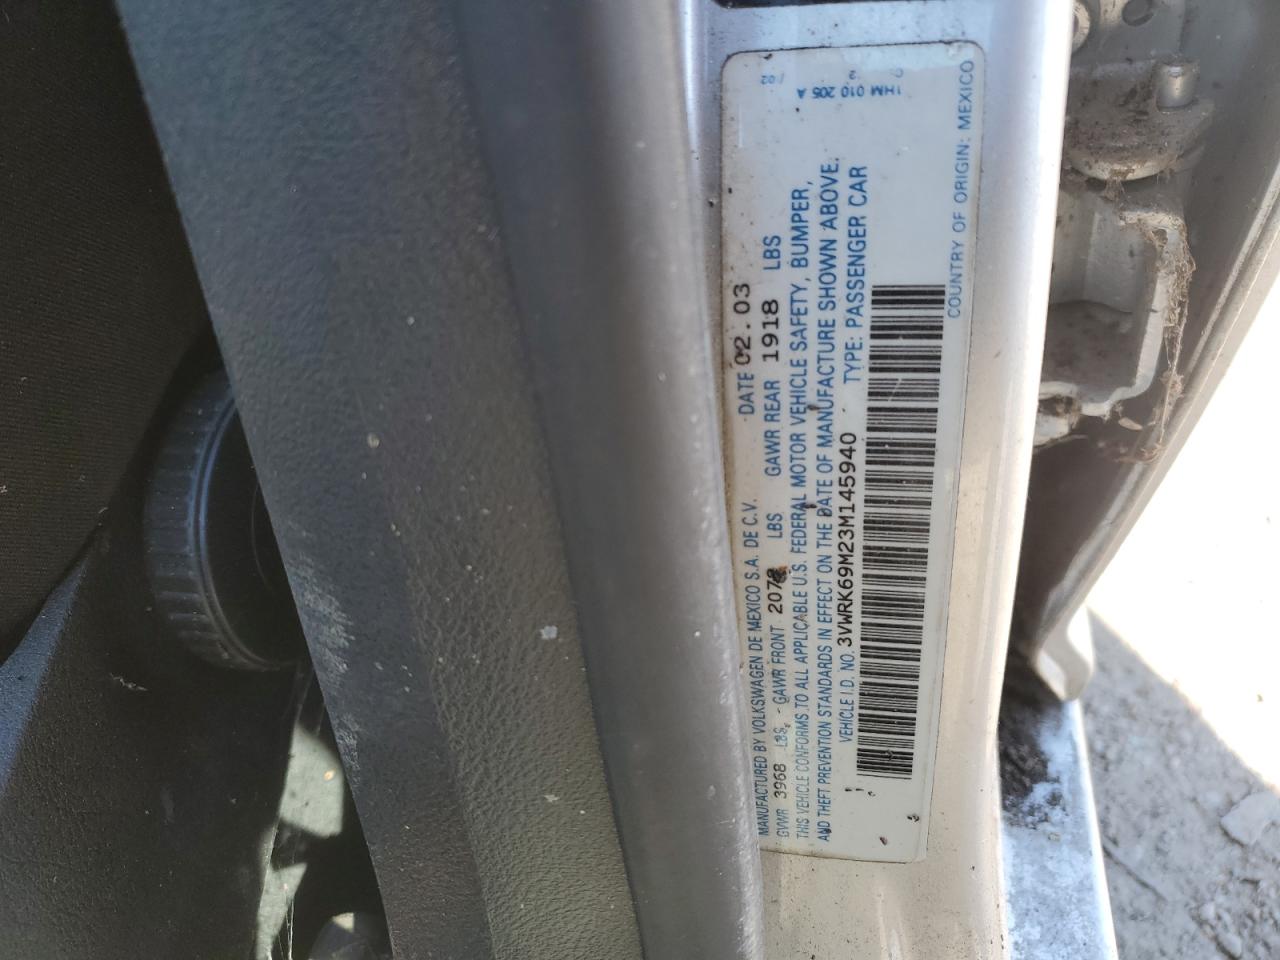 MANUFACTURED BY VOLKSWAGEN DE MEXICO S.A. DE C.V. DATE 02.03
GVWR 3968 LBS, - GAWR FRONT LBS GAWR REAR 1918 LBS
THIS VEHICLE CONFORMS TO ALL APPLICABLE U.S. FEDERAL MOTOR VEHICLE SAFETY, BUMPER,
AND THEFT PREVENTION STANDARDS IN EFFECT ON THE DATE OF MANUFACTURE SHOWN ABOVE.
VEHICLE I.D. NO. 3VWRK69M23M145940 TYPE: PASSENGER CAR
COUNTRY OF ORIGIN: MEXICO
1HM 010 205 A